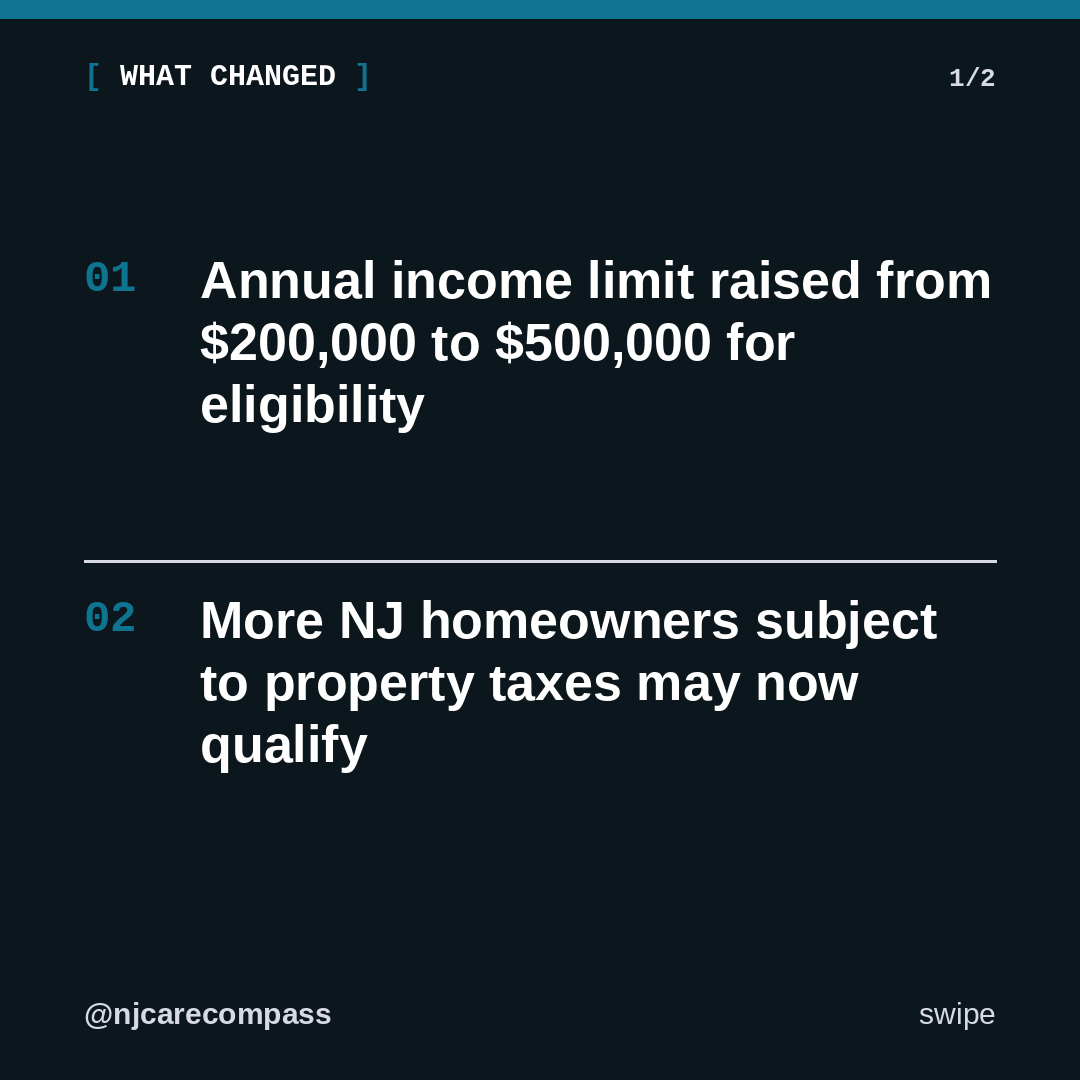 [ WHAT CHANGED ]
1/2
01
Annual income limit raised from
$200,000 to $500,000 for
eligibility
02
More NJ homeowners subject
to property taxes may now
qualify
@njcarecompass
swipe